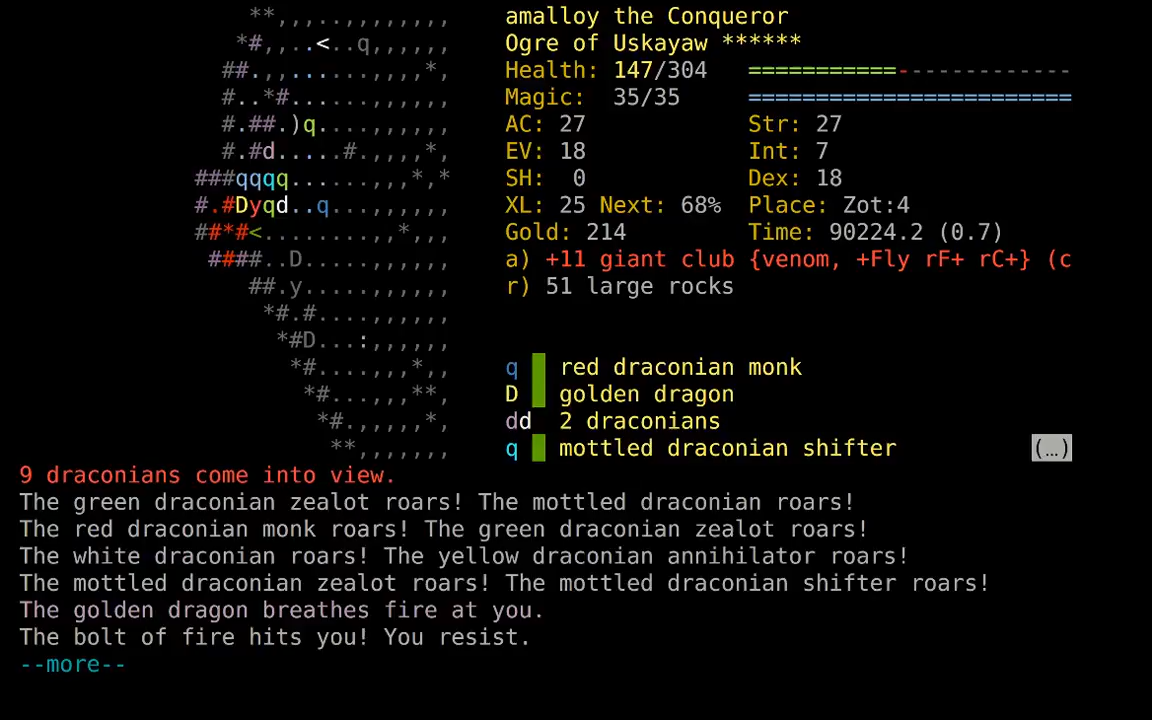 **,,,..,,,,,,    amalloy the Conqueror
*#,,..<..q,,,,,,    Ogre of Uskayaw ******
##.,,......,,,,*,    Health: 147/304    ===========-------------
#..*#......,,,,,,    Magic:  35/35    ========================
#.##.)q....,,,,,,    AC: 27    Str: 27
#.#d.....#.,,,,*,    EV: 18    Int: 7
###qqqq......,,,*,*    SH:  0    Dex: 18
#.#Dyqd..q...,,,,,,    XL: 25 Next: 68%    Place: Zot:4
##*#<........,,*,,,    Gold: 214    Time: 90224.2 (0.7)
####..D......,,,,,    a) +11 giant club {venom, +Fly rF+ rC+} (c
##.y.....,,,,,,    r) 51 large rocks
*#.#....,,,,,,
*#D...:,,,,,,
*#....,,,*,,    q    red draconian monk
*#...,,,**,    D    golden dragon
*#.,,,,,*,    dd  2 draconians
**,,,,,,    q    mottled draconian shifter    (…)
9 draconians come into view.
The green draconian zealot roars! The mottled draconian roars!
The red draconian monk roars! The green draconian zealot roars!
The white draconian roars! The yellow draconian annihilator roars!
The mottled draconian zealot roars! The mottled draconian shifter roars!
The golden dragon breathes fire at you.
The bolt of fire hits you! You resist.
--more--